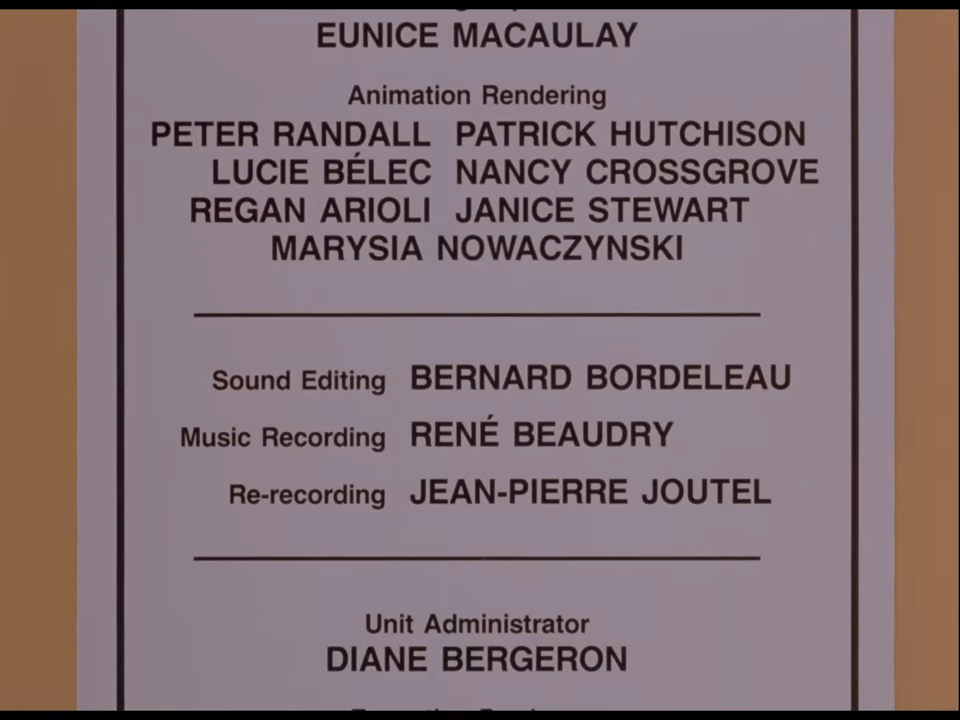 EUNICE MACAULAY
Animation Rendering
PETER RANDALL PATRICK HUTCHISON
LUCIE BÉLEC NANCY CROSSGROVE
REGAN ARIOLI JANICE STEWART
MARYSIA NOWACZYNSKI
Sound Editing BERNARD BORDELEAU
Music Recording RENÉ BEAUDRY
Re-recording JEAN-PIERRE JOUTEL
Unit Administrator
DIANE BERGERON